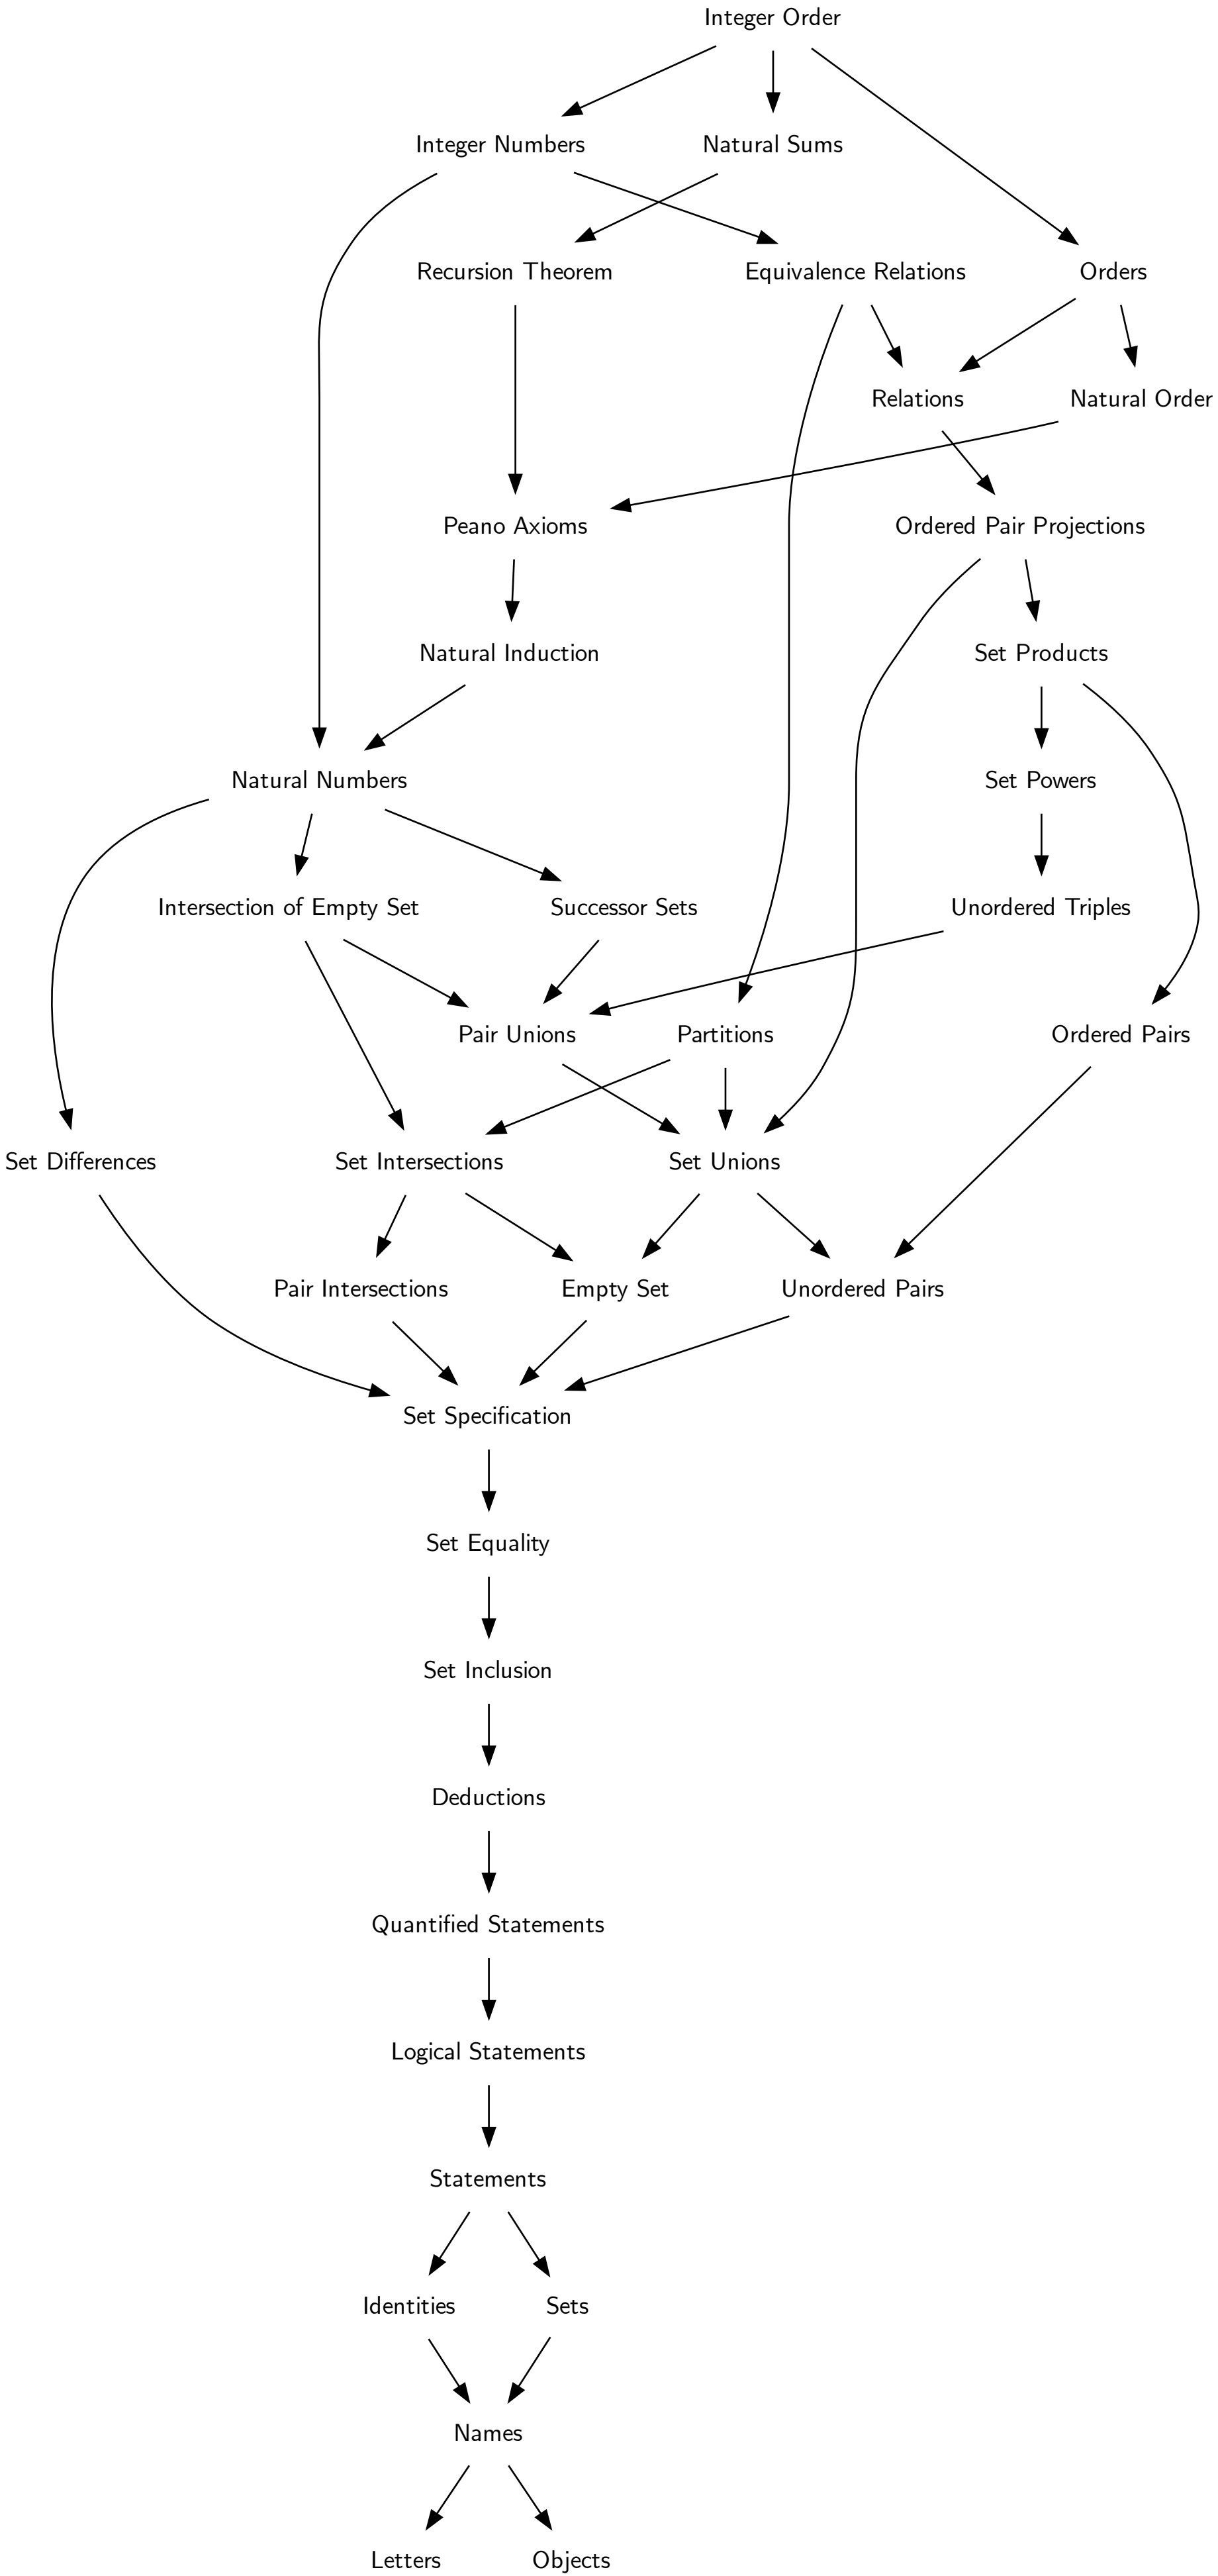 Integer Order
Integer Numbers
Natural Sums
Recursion Theorem
Equivalence Relations
Orders
Relations
Natural Order
Peano Axioms
Ordered Pair Projections
Natural Induction
Set Products
Natural Numbers
Set Powers
Intersection of Empty Set
Successor Sets
Unordered Triples
Pair Unions
Partitions
Ordered Pairs
Set Differences
Set Intersections
Set Unions
Pair Intersections
Empty Set
Unordered Pairs
Set Specification
Set Equality
Set Inclusion
Deductions
Quantified Statements
Logical Statements
Statements
Identities
Sets
Names
Letters
Objects